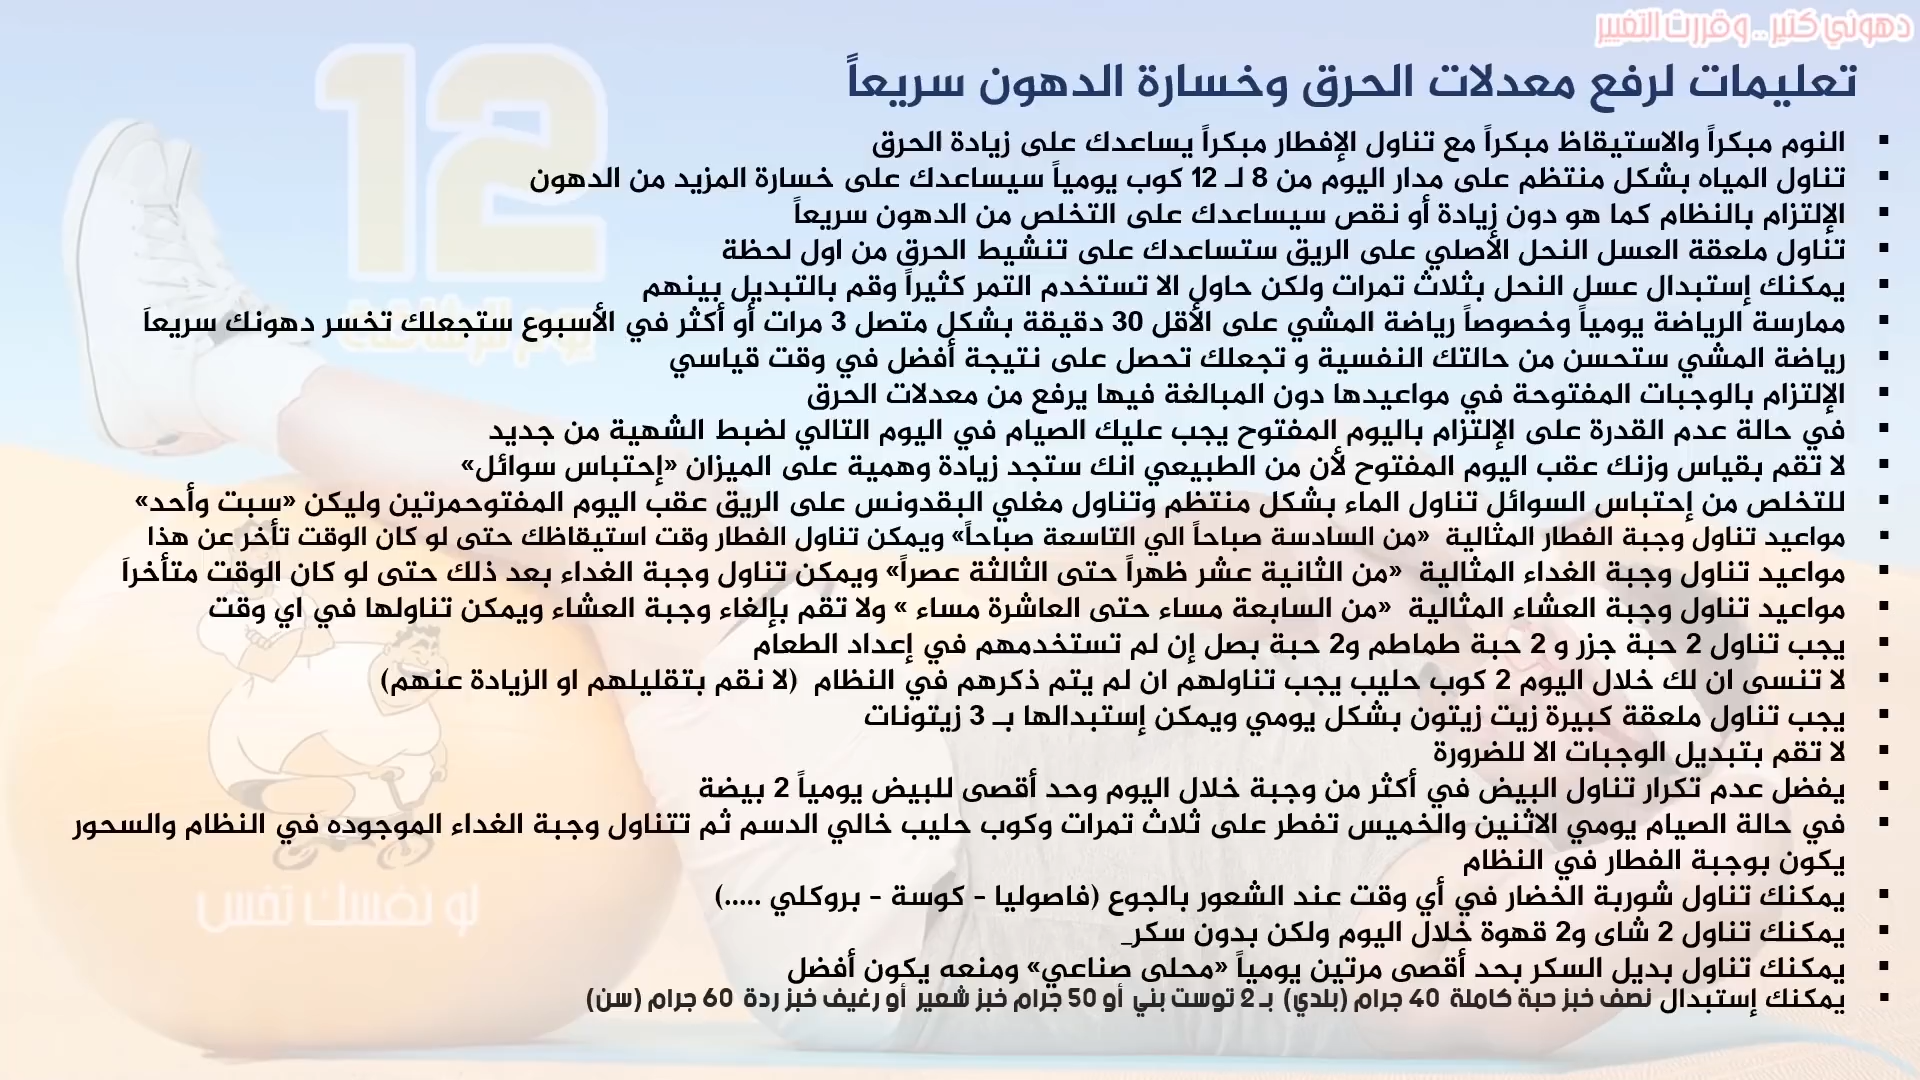 دهوني كتير .. وقررت التغيير
12
يوم للرشاقة
تعليمات لرفع معدلات الحرق وخسارة الدهون سريعاً
▪ النوم مبكراً والاستيقاظ مبكراً مع تناول الإفطار مبكراً يساعدك على زيادة الحرق
▪ تناول المياه بشكل منتظم على مدار اليوم من 8 لـ 12 كوب يومياً سيساعدك على خسارة المزيد من الدهون
▪ الإلتزام بالنظام كما هو دون زيادة أو نقص سيساعدك على التخلص من الدهون سريعاً
▪ تناول ملعقة العسل النحل الأصلي على الريق ستساعدك على تنشيط الحرق من اول لحظة
▪ يمكنك إستبدال عسل النحل بثلاث تمرات ولكن حاول الا تستخدم التمر كثيراً وقم بالتبديل بينهم
▪ ممارسة الرياضة يومياً وخصوصاً رياضة المشي على الأقل 30 دقيقة بشكل متصل 3 مرات أو أكثر في الأسبوع ستجعلك تخسر دهونك سريعاً
▪ رياضة المشي ستحسن من حالتك النفسية و تجعلك تحصل على نتيجة أفضل في وقت قياسي
▪ الإلتزام بالوجبات المفتوحة في مواعيدها دون المبالغة فيها يرفع من معدلات الحرق
▪ في حالة عدم القدرة على الإلتزام باليوم المفتوح يجب عليك الصيام في اليوم التالي لضبط الشهية من جديد
▪ لا تقم بقياس وزنك عقب اليوم المفتوح لأن من الطبيعي انك ستجد زيادة وهمية على الميزان «إحتباس سوائل»
▪ للتخلص من إحتباس السوائل تناول الماء بشكل منتظم وتناول مغلي البقدونس على الريق عقب اليوم المفتوحمرتين وليكن «سبت وأحد»
▪ مواعيد تناول وجبة الفطار المثالية «من السادسة صباحاً الي التاسعة صباحاً» ويمكن تناول الفطار وقت استيقاظك حتى لو كان الوقت تأخر عن هذا
▪ مواعيد تناول وجبة الغداء المثالية «من الثانية عشر ظهراً حتى الثالثة عصراً» ويمكن تناول وجبة الغداء بعد ذلك حتى لو كان الوقت متأخراً
▪ مواعيد تناول وجبة العشاء المثالية «من السابعة مساء حتى العاشرة مساء » ولا تقم بإلغاء وجبة العشاء ويمكن تناولها في اي وقت
▪ يجب تناول 2 حبة جزر و 2 حبة طماطم و2 حبة بصل إن لم تستخدمهم في إعداد الطعام
▪ لا تنسى ان لك خلال اليوم 2 كوب حليب يجب تناولهم ان لم يتم ذكرهم في النظام (لا نقم بتقليلهم او الزيادة عنهم)
▪ يجب تناول ملعقة كبيرة زيت زيتون بشكل يومي ويمكن إستبدالها بـ 3 زيتونات
▪ لا تقم بتبديل الوجبات الا للضرورة
▪ يفضل عدم تكرار تناول البيض في أكثر من وجبة خلال اليوم وحد أقصى للبيض يومياً 2 بيضة
▪ في حالة الصيام يومي الاثنين والخميس تفطر على ثلاث تمرات وكوب حليب خالي الدسم ثم تتناول وجبة الغداء الموجوده في النظام والسحور
يكون بوجبة الفطار في النظام
▪ يمكنك تناول شوربة الخضار في أي وقت عند الشعور بالجوع (فاصوليا - كوسة - بروكلي .....)
▪ يمكنك تناول 2 شاى و2 قهوة خلال اليوم ولكن بدون سكر_
▪ يمكنك تناول بديل السكر بحد أقصى مرتين يومياً «محلى صناعي» ومنعه يكون أفضل
▪ يمكنك إستبدال نصف خبز حبة كاملة 40 جرام (بلدي) بـ 2 توست بني أو 50 جرام خبز شعير أو رغيف خبز ردة 60 جرام (سن)
لو نفسك تخس